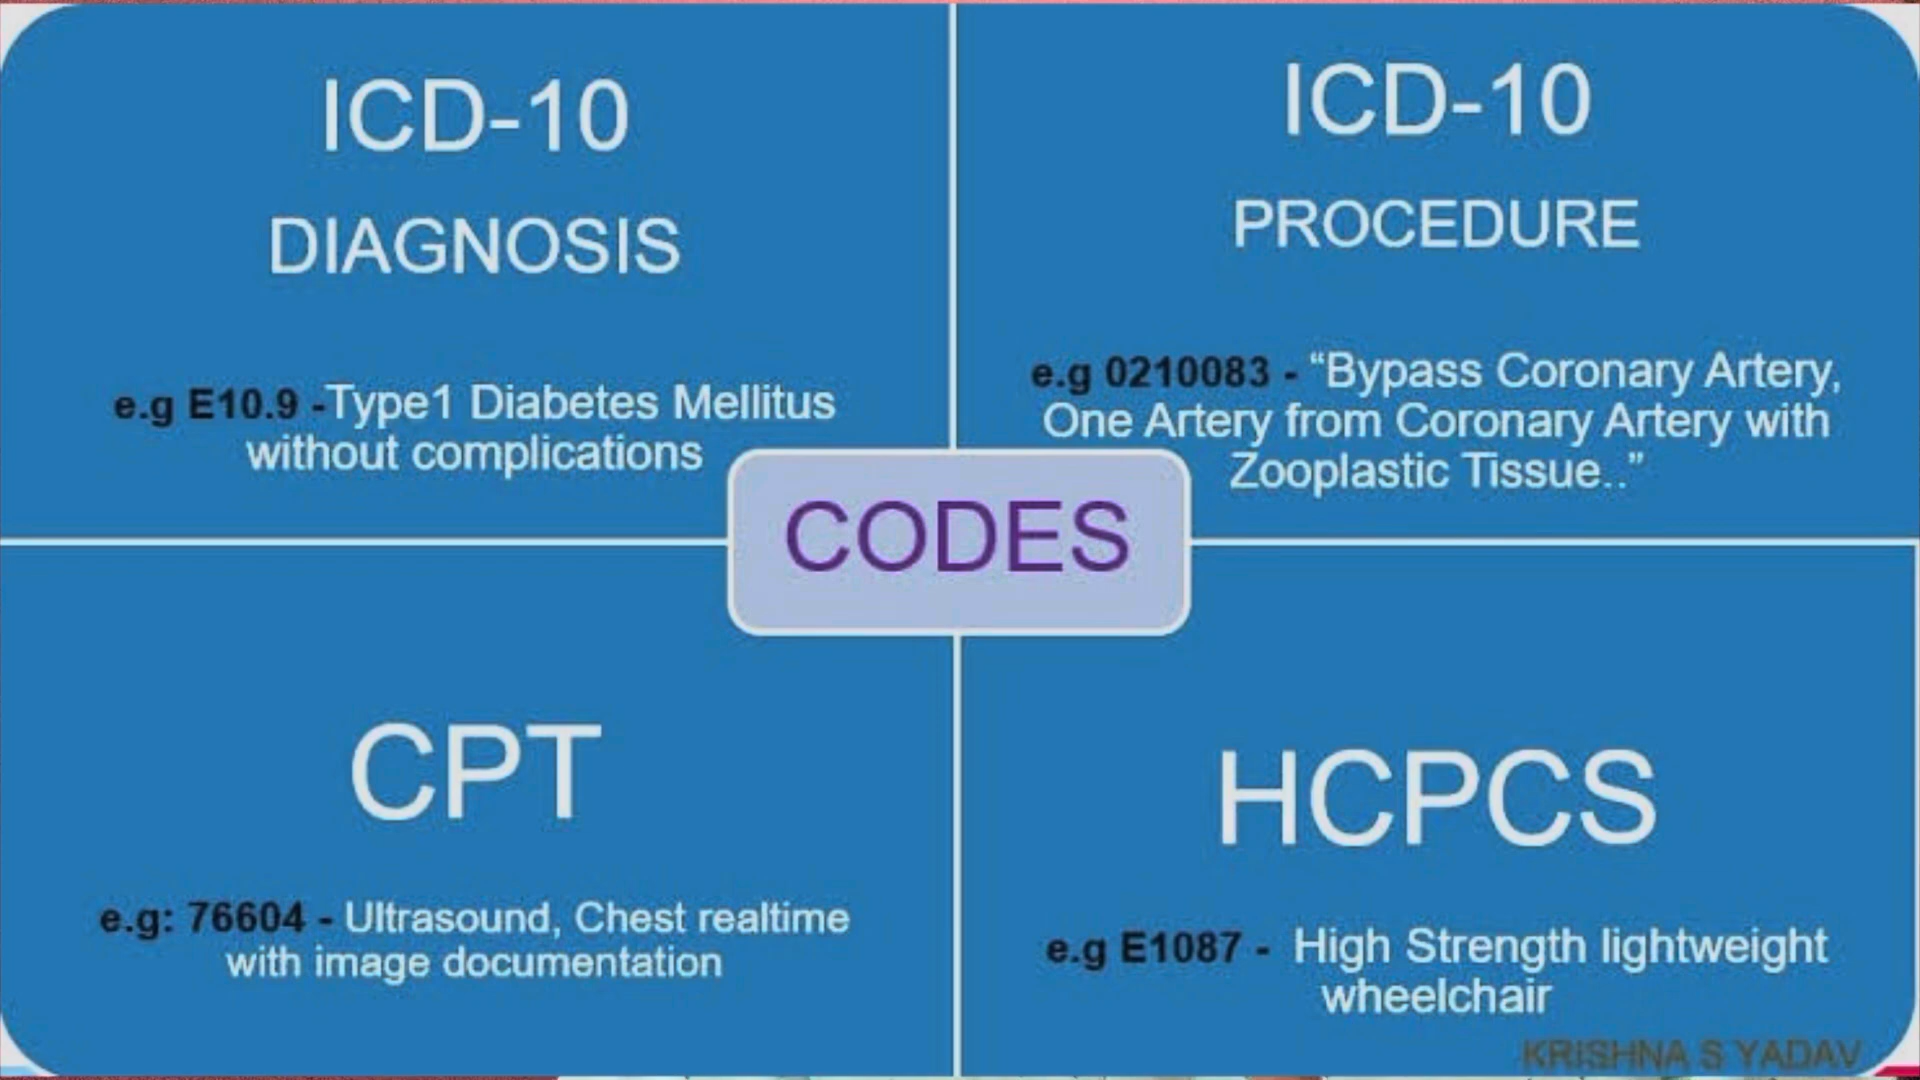 ICD-10
DIAGNOSIS
e.g E10.9 -Type1 Diabetes Mellitus
without complications
ICD-10
PROCEDURE
e.g 0210083 - “Bypass Coronary Artery,
One Artery from Coronary Artery with
Zooplastic Tissue..”
CODES
CPT
e.g: 76604 - Ultrasound, Chest realtime
with image documentation
HCPCS
e.g E1087 - High Strength lightweight
wheelchair
KRISHNA S YADAV